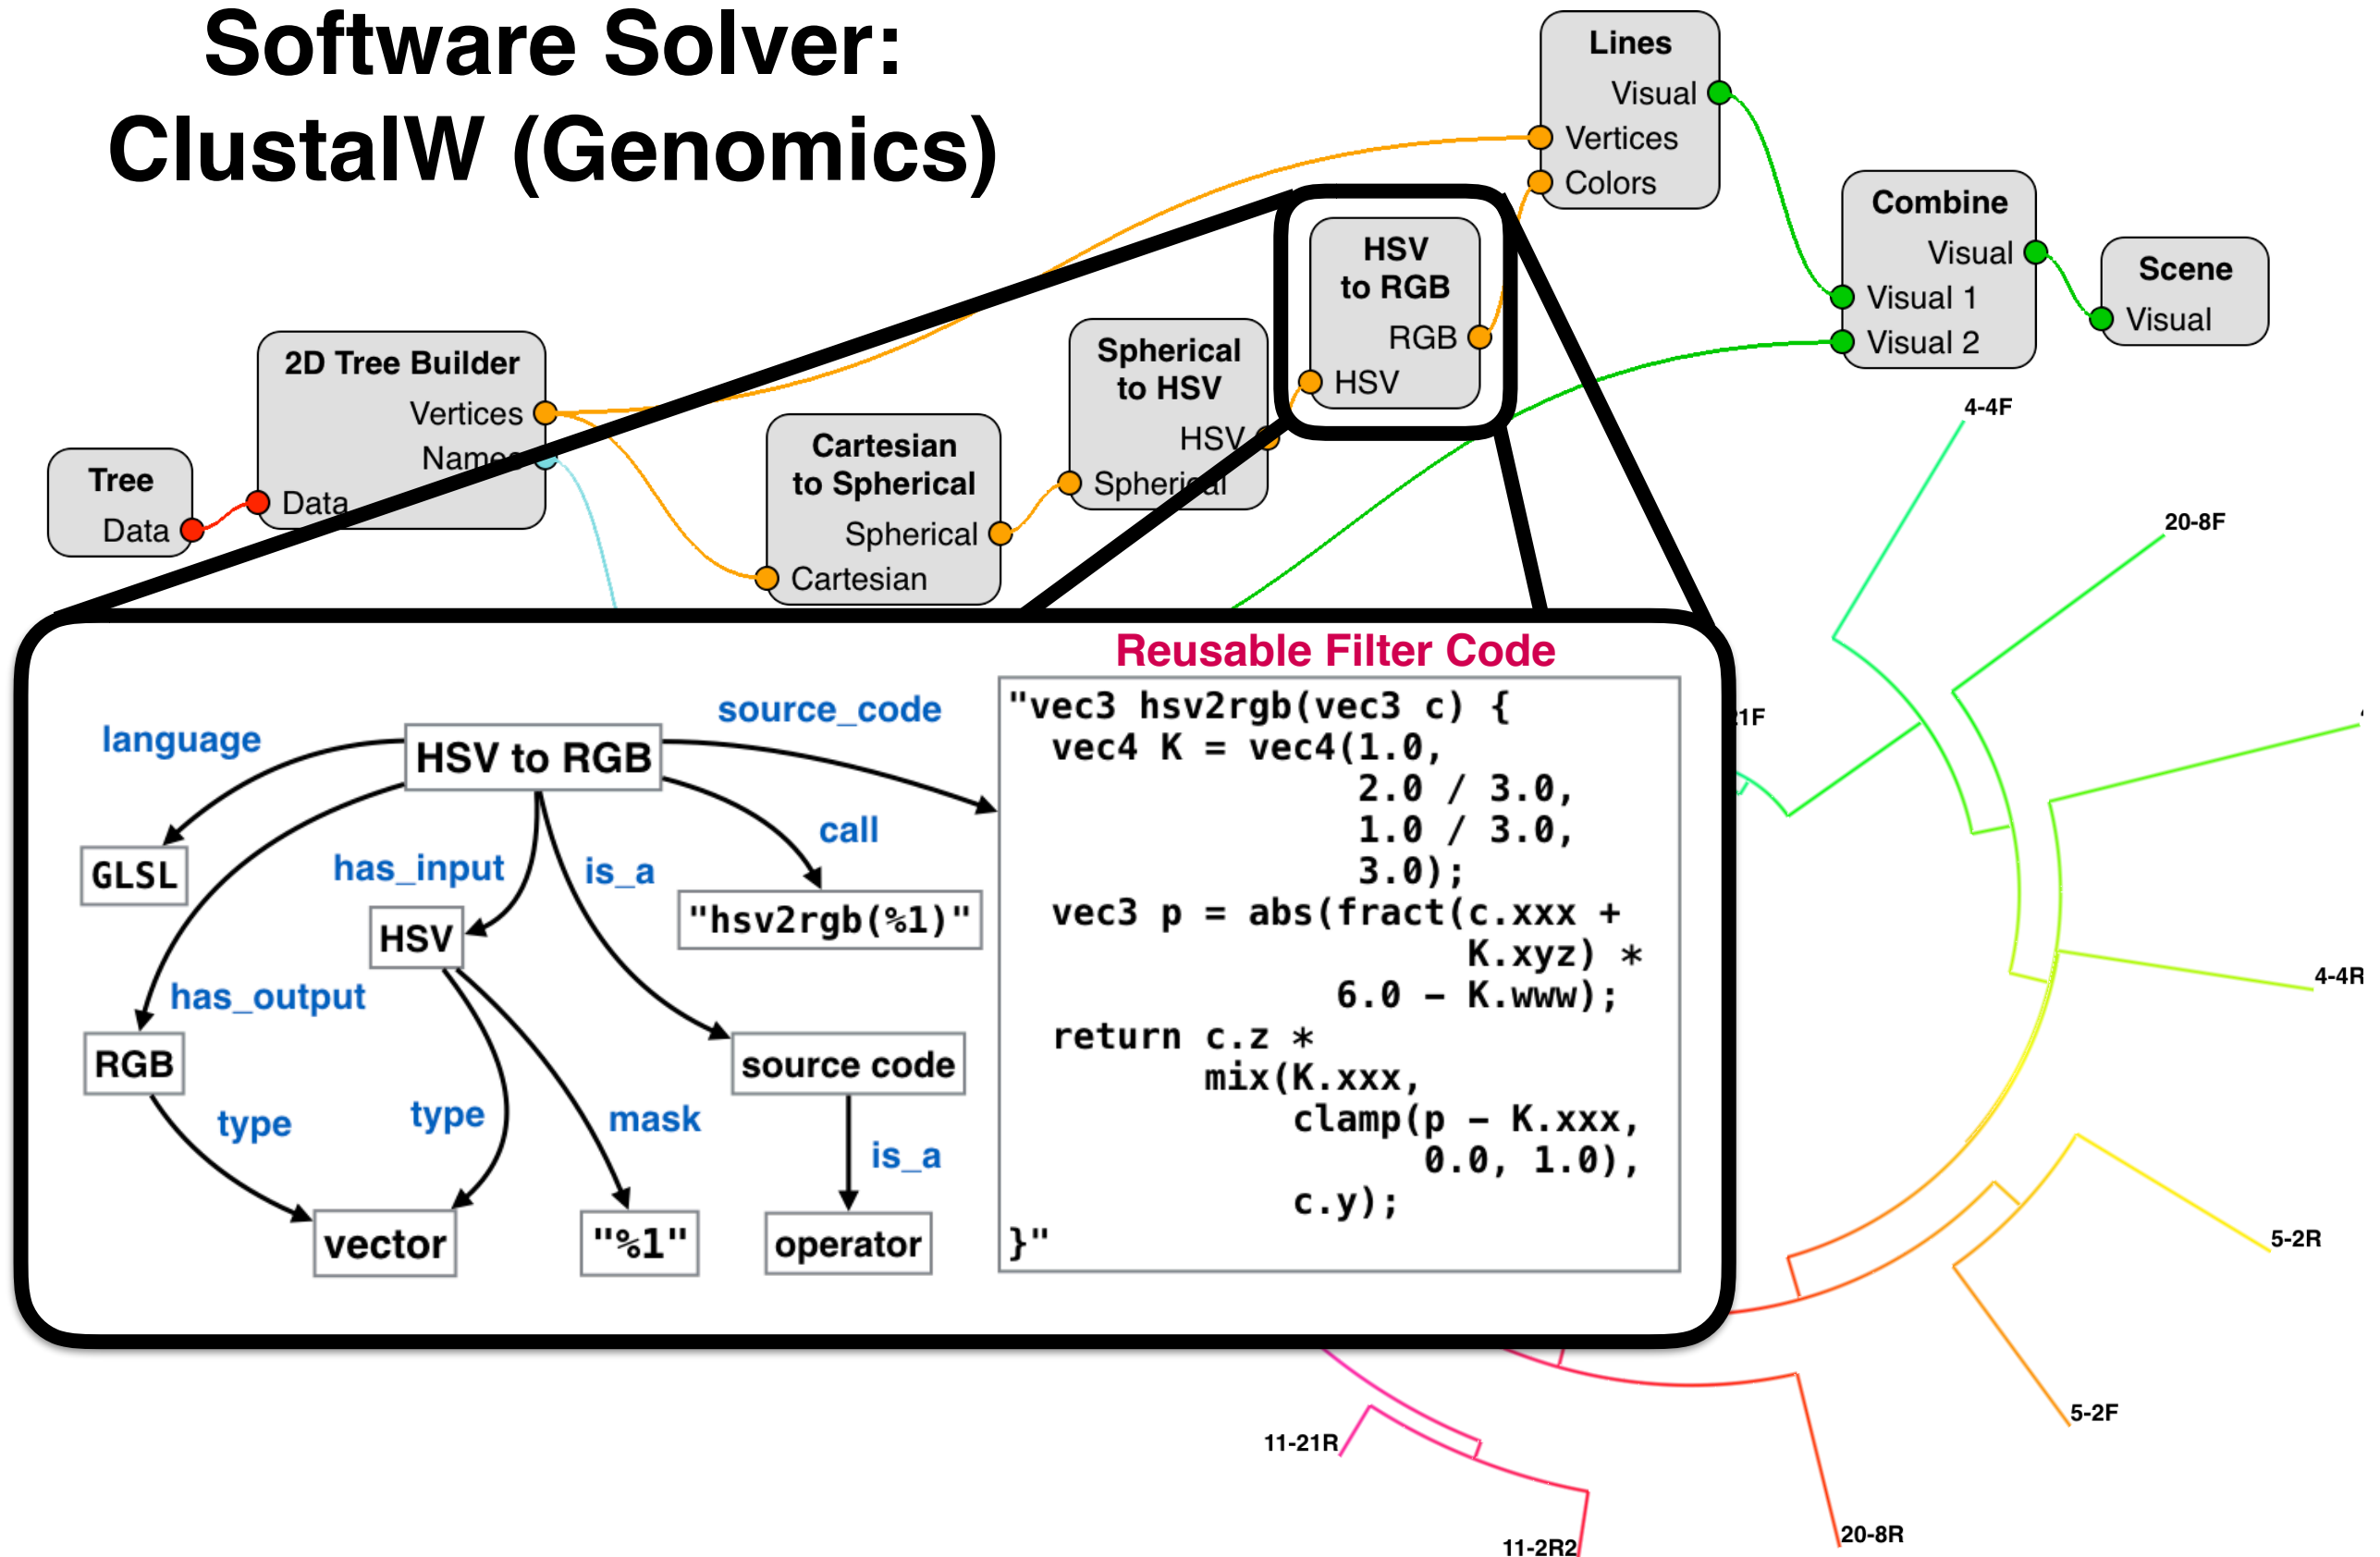 Software Solver:
ClustalW (Genomics)
Lines
Visual
Vertices
Colors
Combine
Visual
Visual 1
Visual 2
Scene
Visual
HSV
to RGB
RGB
HSV
Spherical
to HSV
HSV
Spherical
2D Tree Builder
Vertices
Names
Data
Tree
Data
Cartesian
to Spherical
Spherical
Cartesian
4-4F
20-8F
21F
4-4R
5-2R
5-2F
20-8R
11-2R2
11-21R
Reusable Filter Code
source_code
language
HSV to RGB
call
GLSL
has_input
is_a
"hsv2rgb(%1)"
HSV
has_output
RGB
source code
type
type
mask
is_a
vector
"%1"
operator
"vec3 hsv2rgb(vec3 c) {
vec4 K = vec4(1.0,
2.0 / 3.0,
1.0 / 3.0,
3.0);
vec3 p = abs(fract(c.xxx +
K.xyz) *
6.0 – K.www);
return c.z *
mix(K.xxx,
clamp(p – K.xxx,
0.0, 1.0),
c.y);
}"